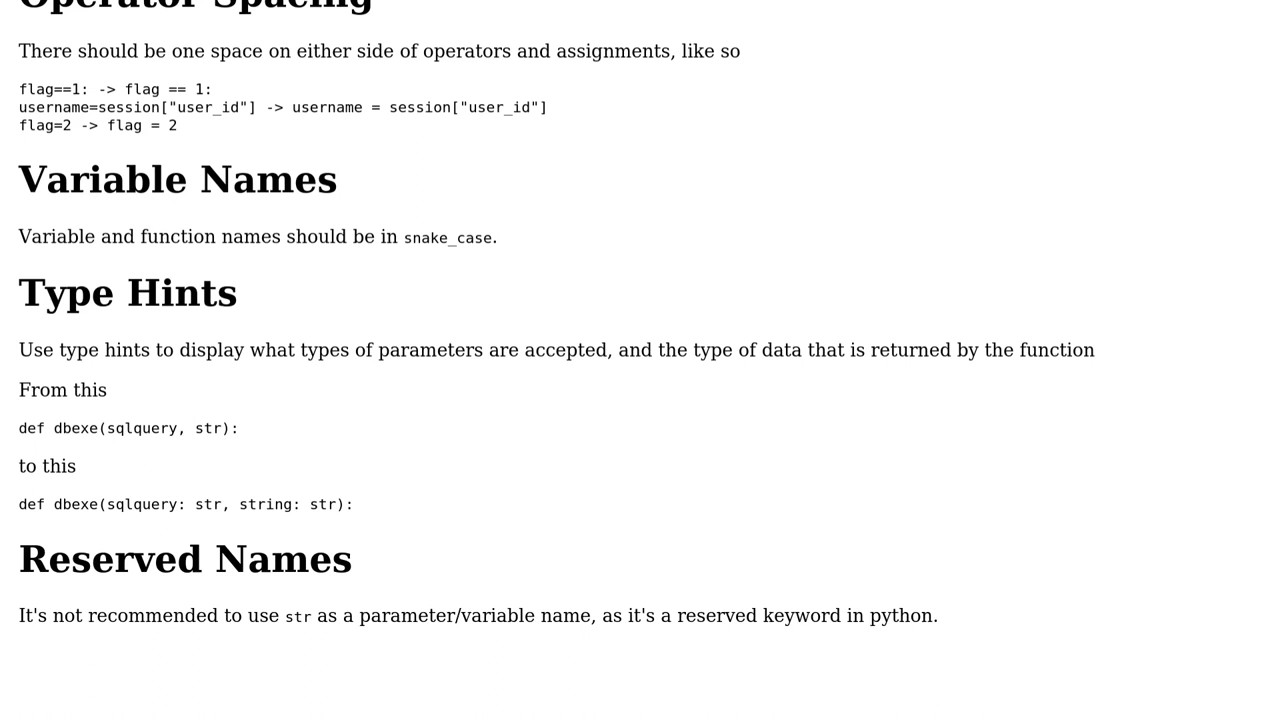 Operator Spacing
There should be one space on either side of operators and assignments, like so
flag==1: -> flag == 1:
username=session["user_id"] -> username = session["user_id"]
flag=2 -> flag = 2
Variable Names
Variable and function names should be in snake_case.
Type Hints
Use type hints to display what types of parameters are accepted, and the type of data that is returned by the function
From this
def dbexe(sqlquery, str):
to this
def dbexe(sqlquery: str, string: str):
Reserved Names
It's not recommended to use str as a parameter/variable name, as it's a reserved keyword in python.